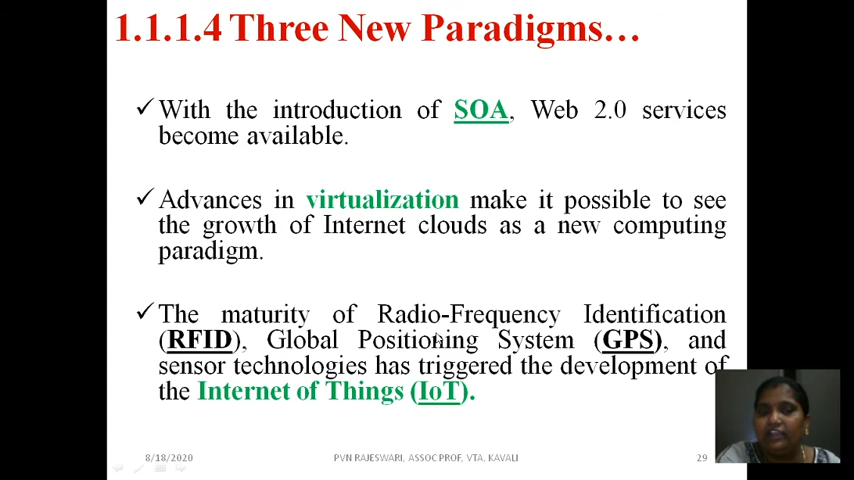 1.1.1.4 Three New Paradigms…
✓With the introduction of SOA, Web 2.0 services
become available.
✓Advances in virtualization make it possible to see
the growth of Internet clouds as a new computing
paradigm.
✓The maturity of Radio-Frequency Identification
(RFID), Global Positioning System (GPS), and
sensor technologies has triggered the development of
the Internet of Things (IoT).
8/18/2020 PVN RAJESWARI, ASSOC PROF, VTA, KAVALI 29